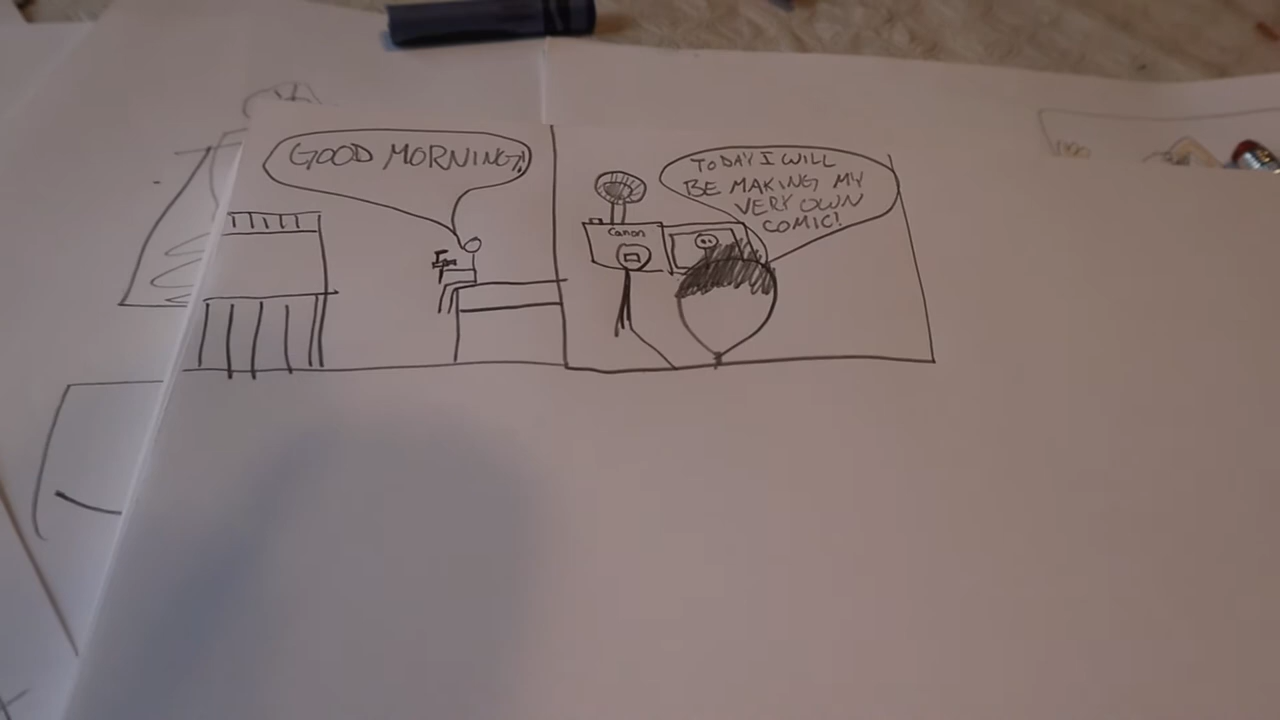 GOOD MORNING!
Canon
TODAY I WILL
BE MAKING MY
VERY OWN
COMIC!